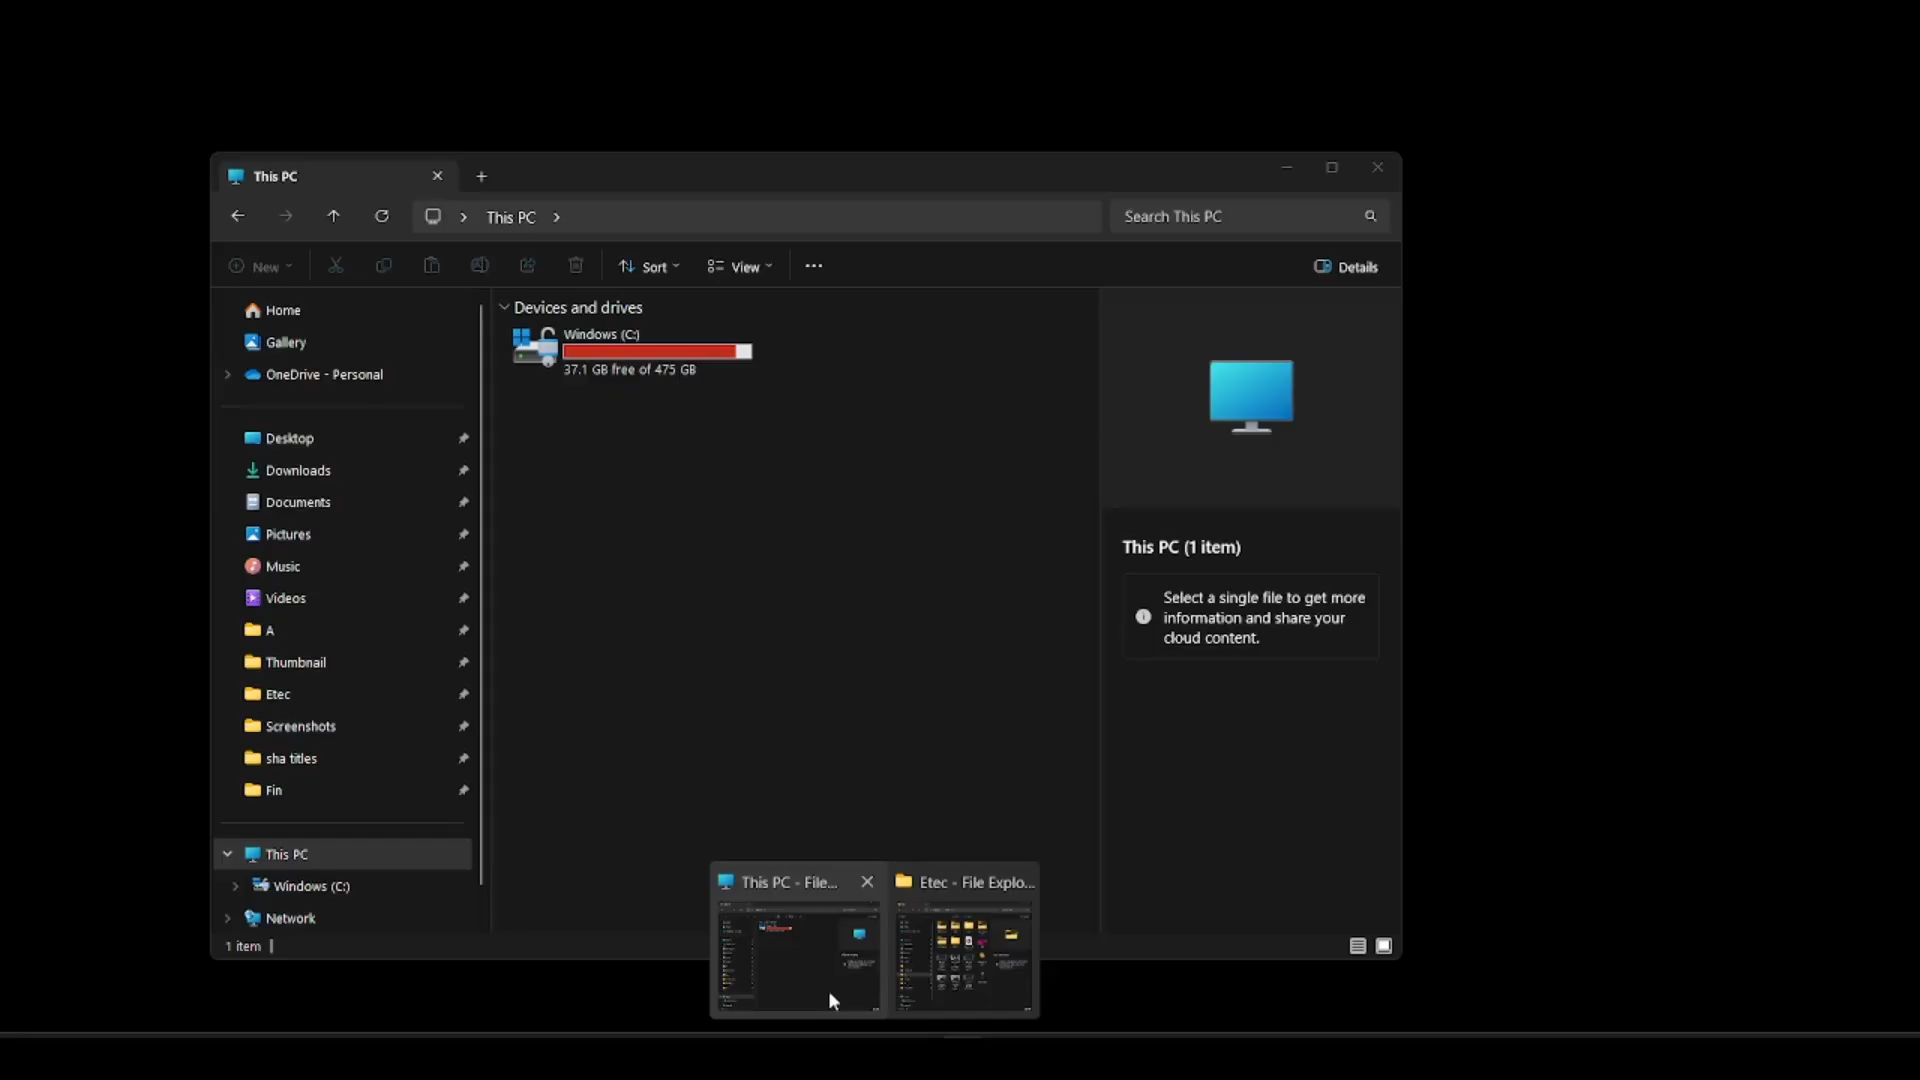 This PC
This PC
Search This PC
New
Sort
View
Details
Home
Gallery
OneDrive - Personal
Desktop
Downloads
Documents
Pictures
Music
Videos
A
Thumbnail
Etec
Screenshots
sha titles
Fin
This PC
Windows (C:)
Network
1 item
Devices and drives
Windows (C:)
37.1 GB free of 475 GB
This PC (1 item)
Select a single file to get more
information and share your
cloud content.
This PC - File...
Etec - File Explo...